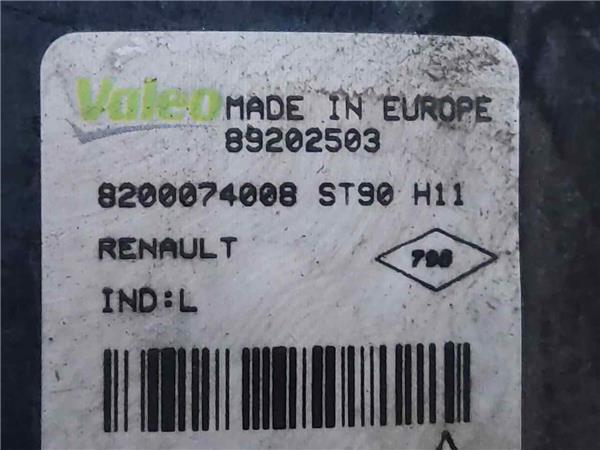 Valeo MADE IN EUROPE
89202503
8200074008 ST90 H11
RENAULT
798
IND:L